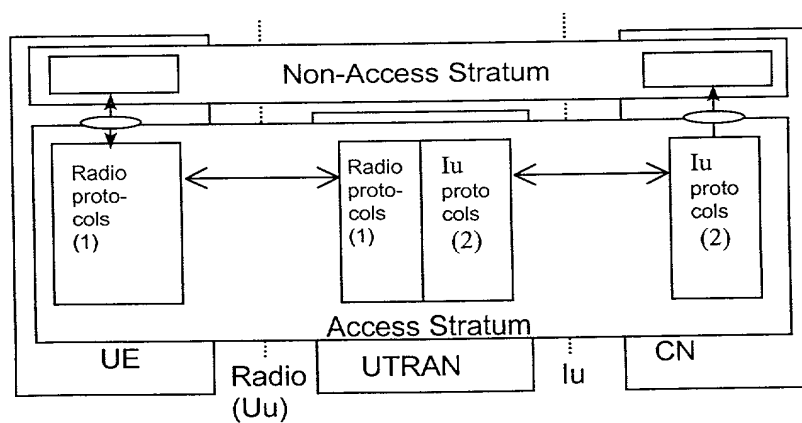 Non-Access Stratum
Radio
proto-
cols
(1)
Radio
proto-
cols
(1)
Iu
proto
cols
(2)
Iu
proto
cols
(2)
Access Stratum
UE
Radio
(Uu)
UTRAN
Iu
CN